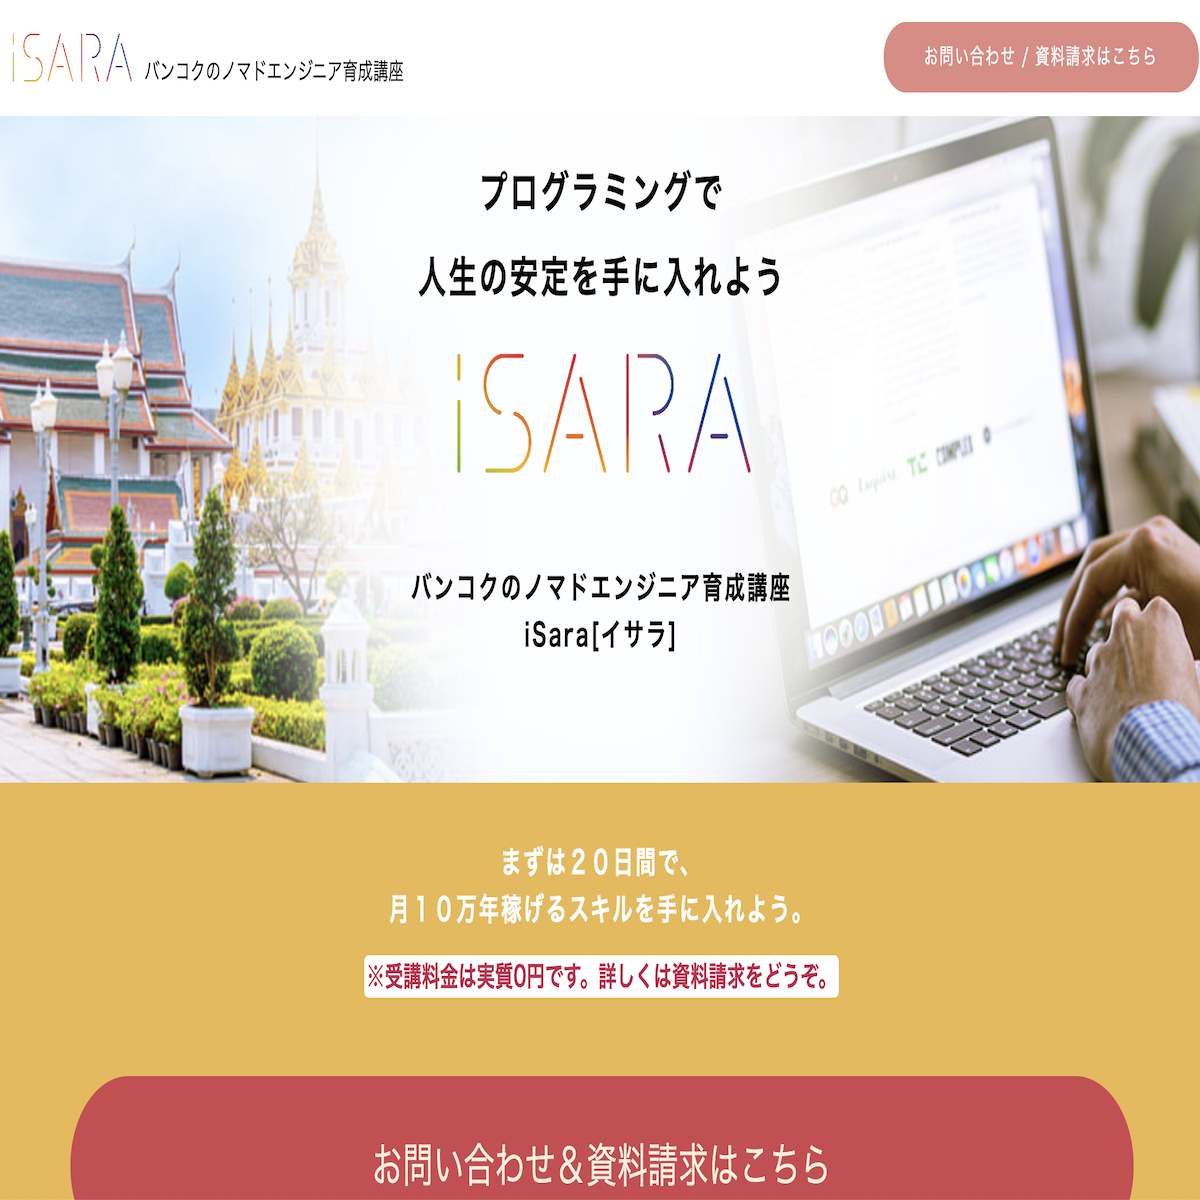 iSARA バンコクのノマドエンジニア育成講座
お問い合わせ / 資料請求はこちら
プログラミングで
人生の安定を手に入れよう
iSARA
バンコクのノマドエンジニア育成講座
iSara[イサラ]
GQ Esquire. TC COMPLEX
まずは２０日間で、
月１０万年稼げるスキルを手に入れよう。
※受講料金は実質0円です。詳しくは資料請求をどうぞ。
お問い合わせ＆資料請求はこちら